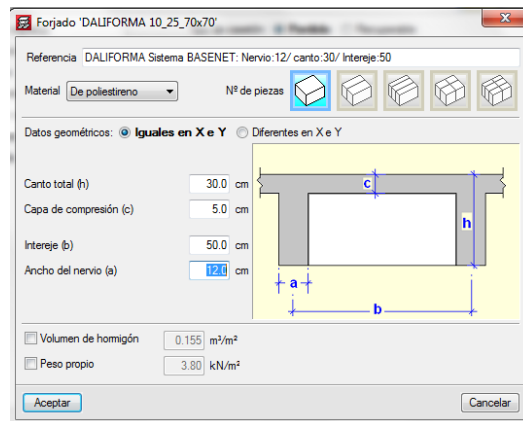 Forjado 'DALIFORMA 10_25_70x70'
Referencia DALIFORMA Sistema BASENET: Nervio:12/ canto:30/ Intereje:50
Material De poliestireno Nº de piezas
Datos geométricos: Iguales en X e Y Diferentes en X e Y
Canto total (h) 30.0 cm
Capa de compresión (c) 5.0 cm
Intereje (b) 50.0 cm
Ancho del nervio (a) 12.0 cm
c
h
a
b
Volumen de hormigón 0.155 m³/m²
Peso propio 3.80 kN/m²
Aceptar Cancelar